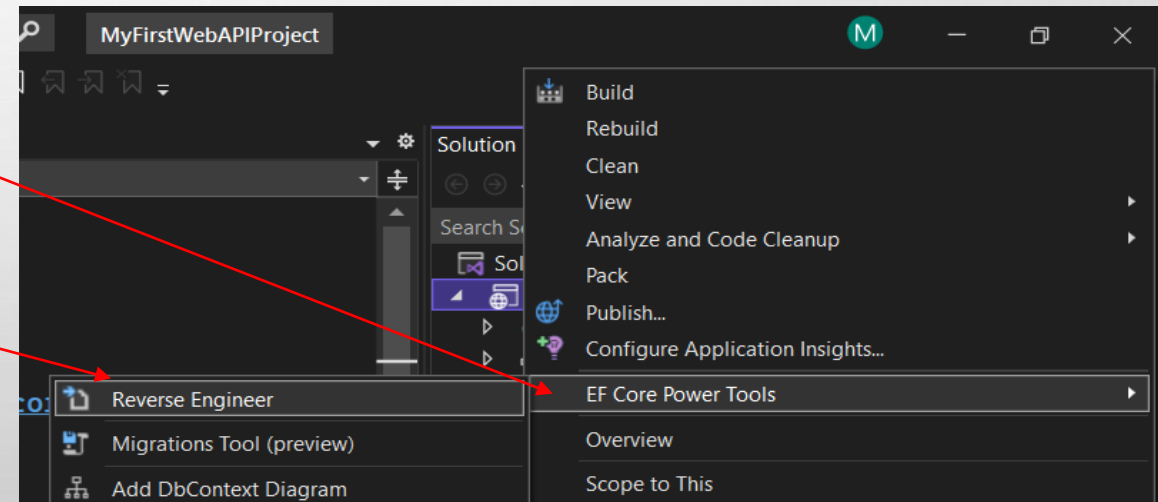 MyFirstWebAPIProject
M
Build
Rebuild
Solution
Clean
View
Search
Analyze and Code Cleanup
Sol
Pack
Publish...
Configure Application Insights...
Reverse Engineer
EF Core Power Tools
Migrations Tool (preview)
Overview
Add DbContext Diagram
Scope to This